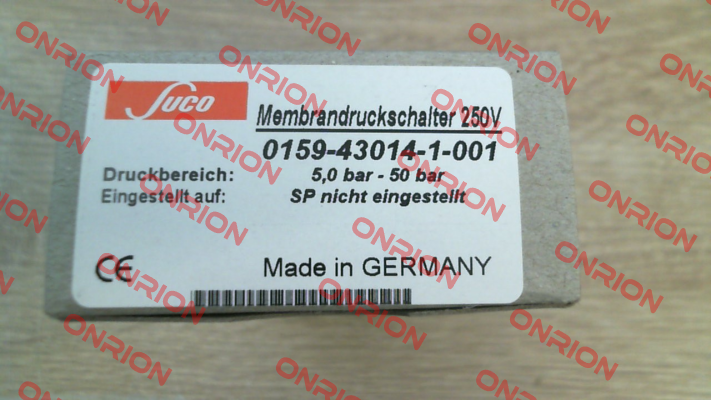 Suco
Membrandruckschalter 250V
0159-43014-1-001
Druckbereich: 5,0 bar - 50 bar
Eingestellt auf: SP nicht eingestellt
CE Made in GERMANY
ONRION